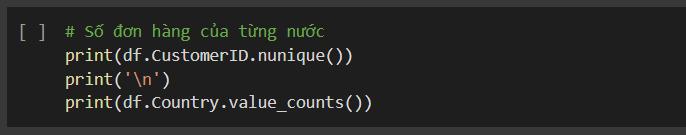 [ ] # Số đơn hàng của từng nước
print(df.CustomerID.nunique())
print('\n')
print(df.Country.value_counts())